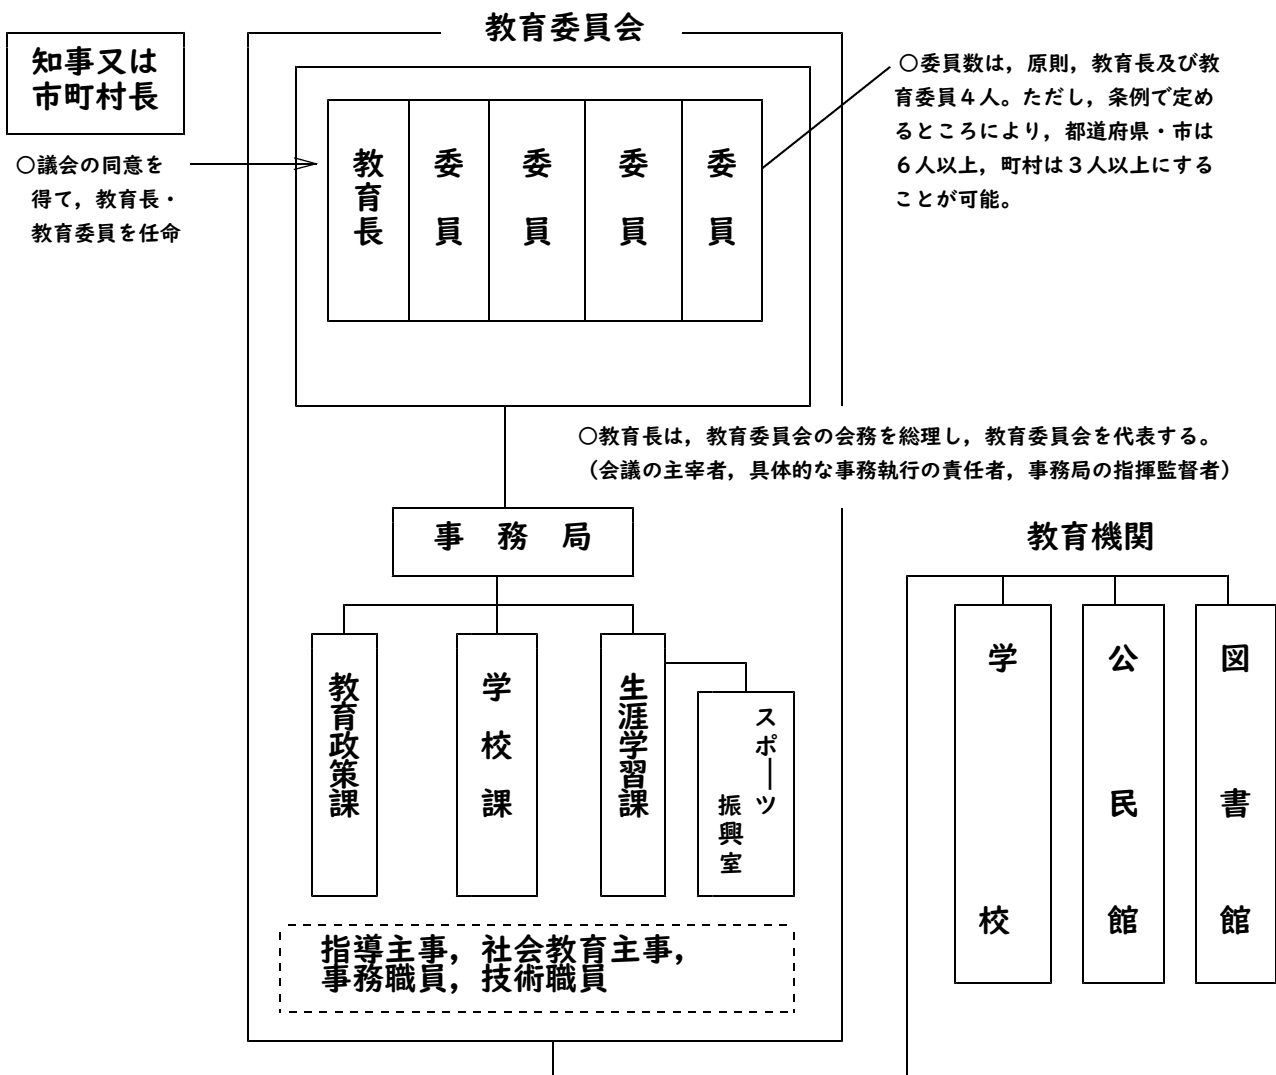 教育委員会
知事又は
市町村長
○議会の同意を
得て，教育長・
教育委員を任命
教育長
委員
委員
委員
委員
○委員数は，原則，教育長及び教
育委員４人。ただし，条例で定め
るところにより，都道府県・市は
６人以上，町村は３人以上にする
ことが可能。
○教育長は，教育委員会の会務を総理し，教育委員会を代表する。
（会議の主宰者，具体的な事務執行の責任者，事務局の指揮監督者）
事　務　局
教育政策課
学校課
生涯学習課
スポーツ
振興室
指導主事，社会教育主事，
事務職員，技術職員
教育機関
学校
公民館
図書館